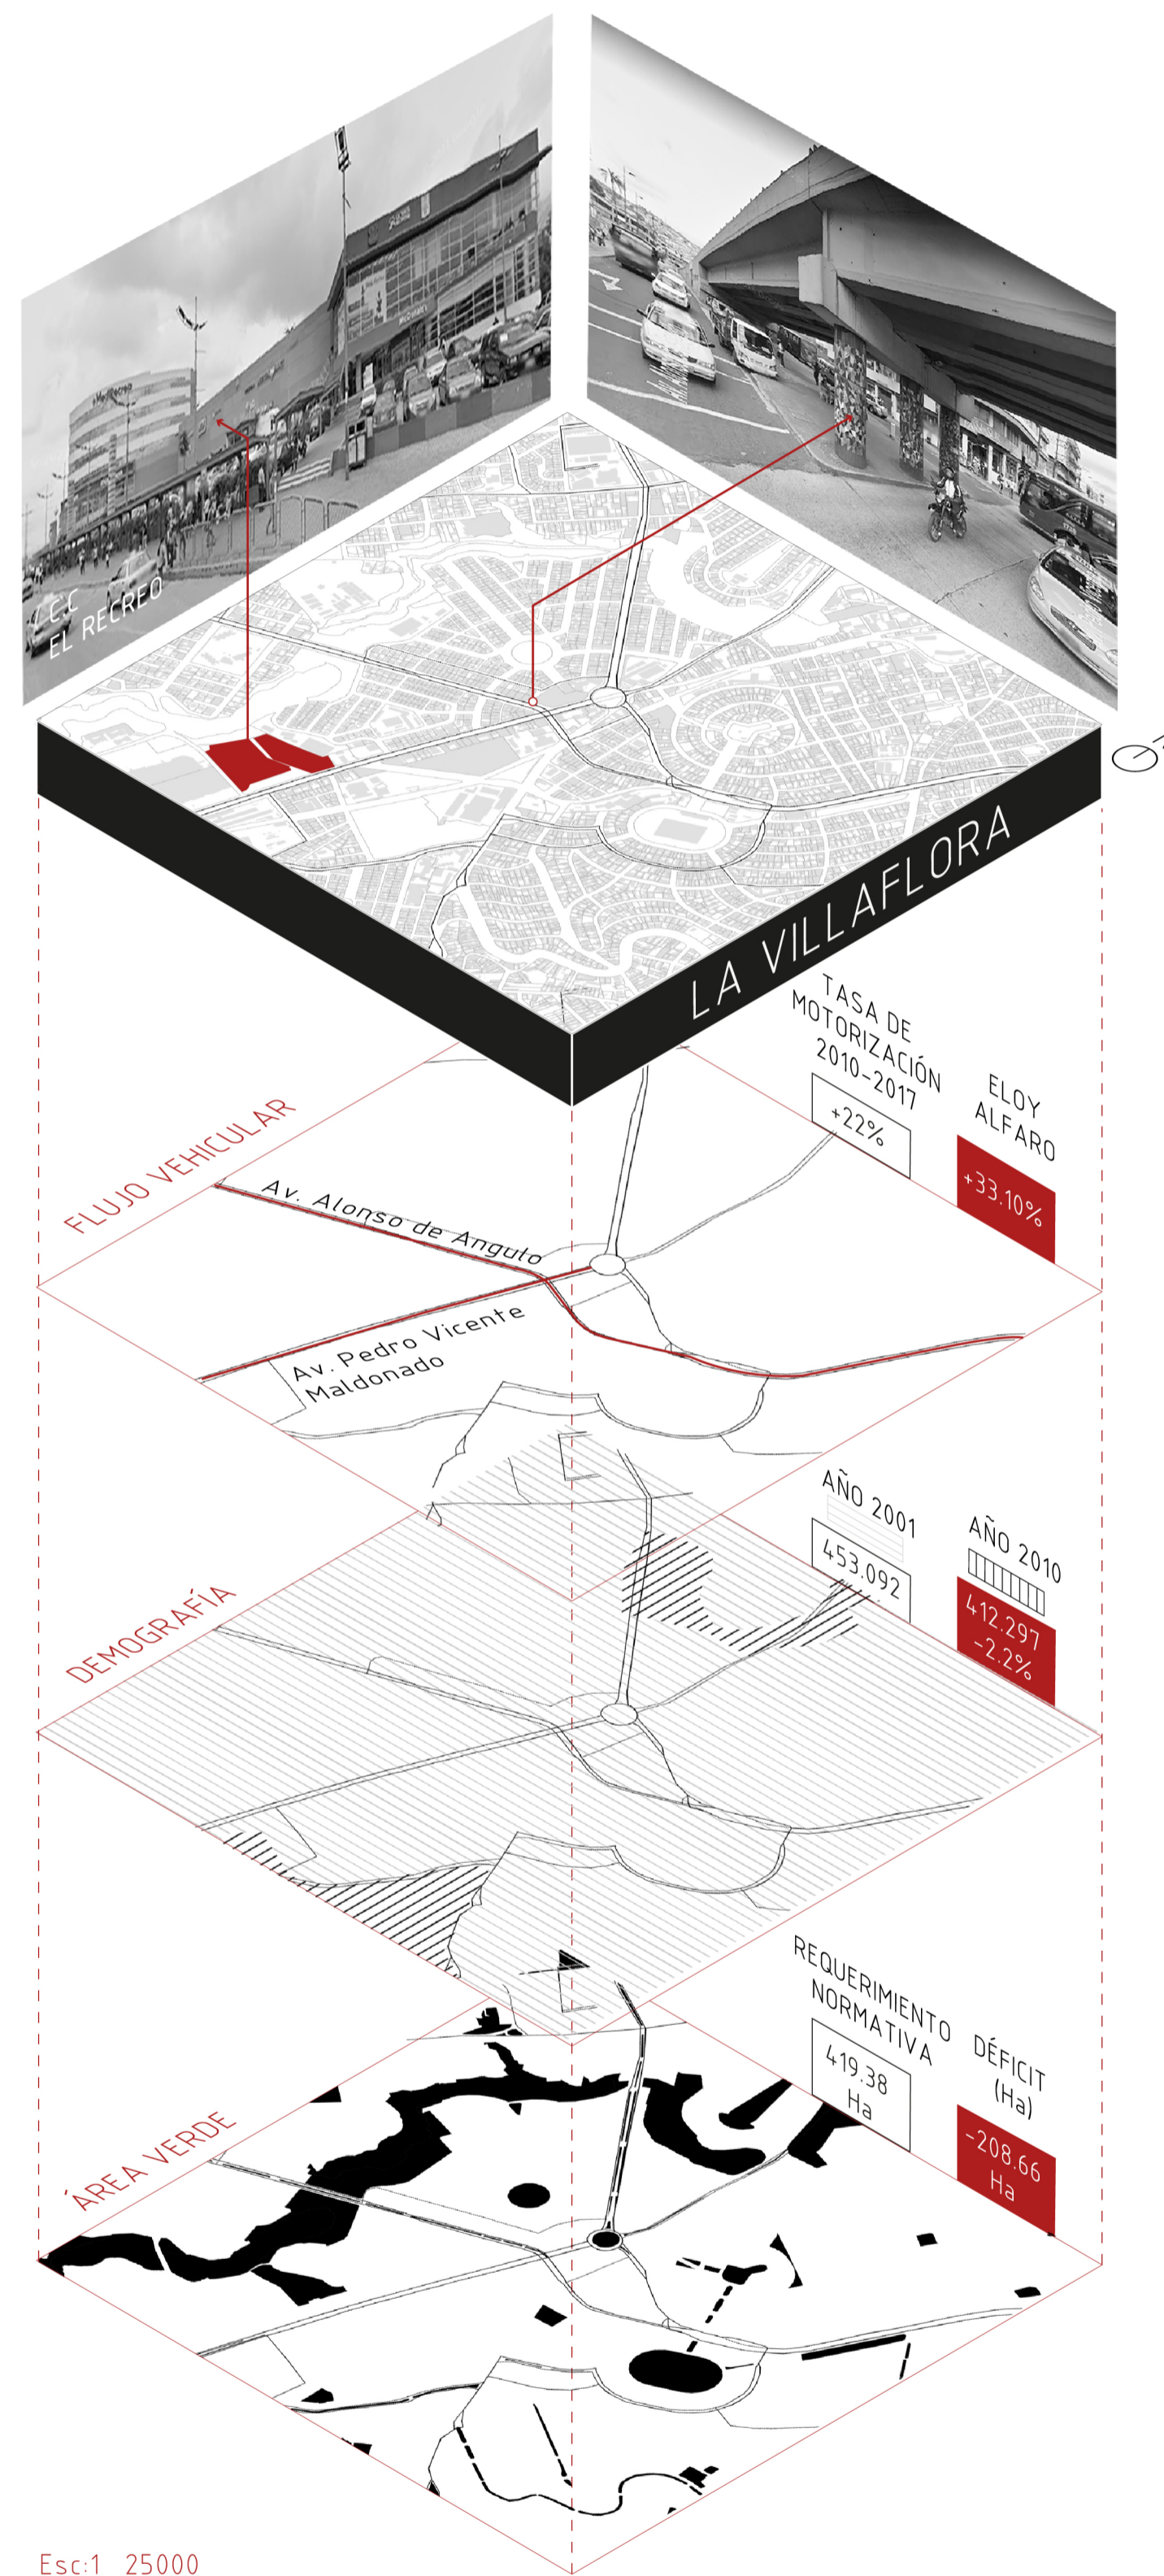 C.C
EL RECREO
LA VILLAFLORA
FLUJO VEHICULAR
TASA DE
MOTORIZACIÓN
2010-2017
+22%
ELOY
ALFARO
+33.10%
Av. Alonso de Angulo
Av. Pedro Vicente
Maldonado
DEMOGRAFÍA
AÑO 2001
453.092
AÑO 2010
412.297
-2.2%
ÁREA VERDE
REQUERIMIENTO
NORMATIVA
419.38
Ha
DÉFICIT
(Ha)
-208.66
Ha
Esc:1 25000